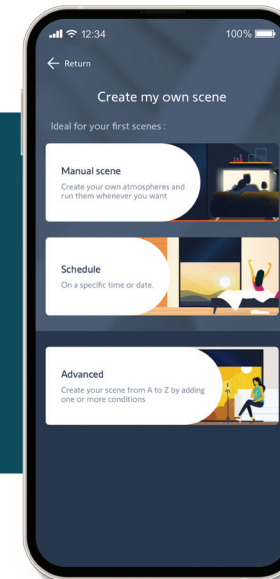 12:34
100%
Return
Create my own scene
Ideal for your first scenes :
Manual scene
Create your own atmospheres and
run them whenever you want
Schedule
On a specific time or date.
Advanced
Create your scene from A to Z by adding
one or more conditions